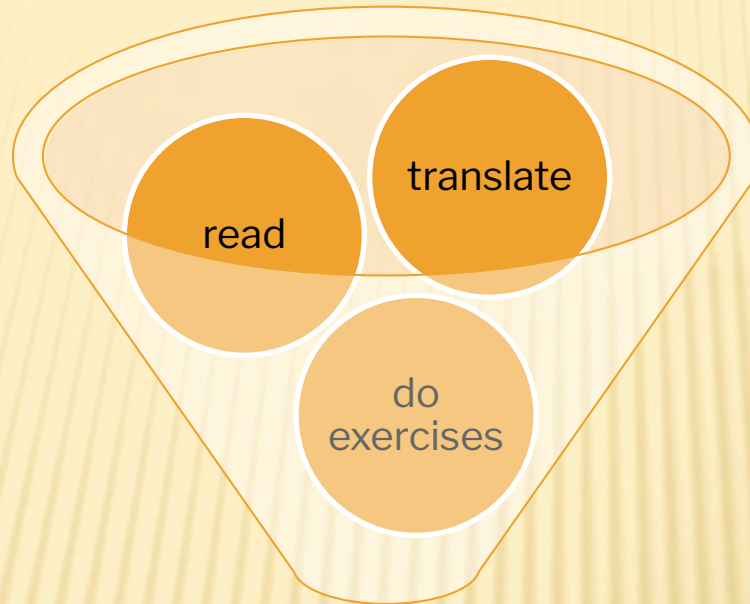 translate
read
do
exercises